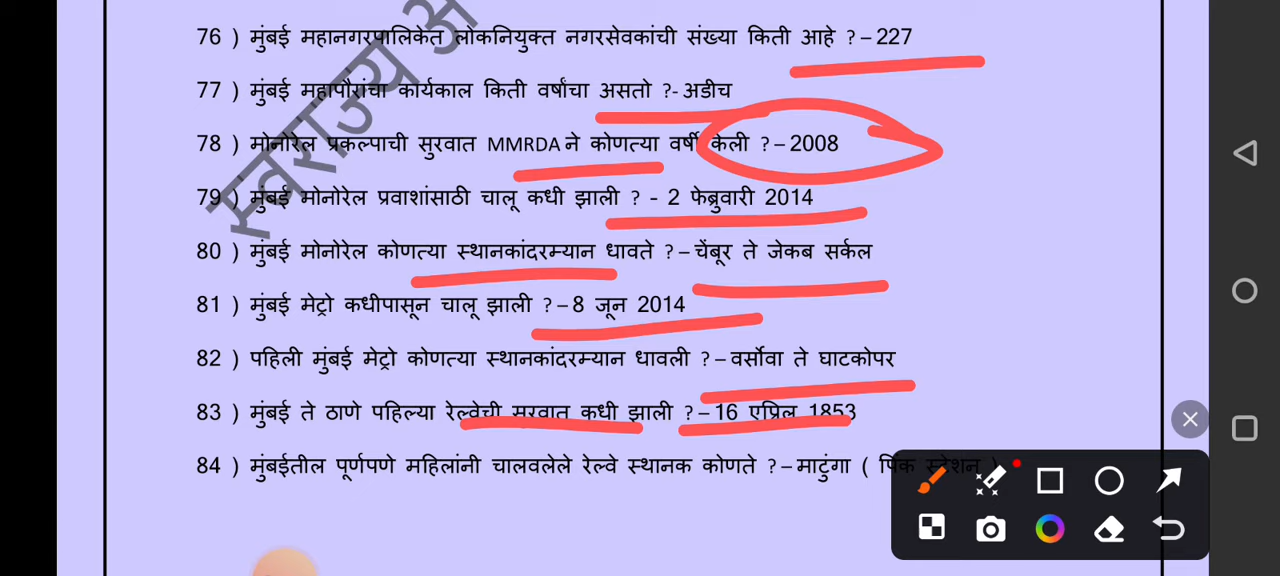 76 ) मुंबई महानगरपालिकेत लोकनियुक्त नगरसेवकांची संख्या किती आहे ? – 227
77 ) मुंबई महापौरांचा कार्यकाल किती वर्षांचा असतो ?- अडीच
78 ) मोनोरेल प्रकल्पाची सुरवात MMRDA ने कोणत्या वर्षी केली ? – 2008
79 ) मुंबई मोनोरेल प्रवाशांसाठी चालू कधी झाली ? - 2 फेब्रुवारी 2014
80 ) मुंबई मोनोरेल कोणत्या स्थानकांदरम्यान धावते ? – चेंबूर ते जेकब सर्कल
81 ) मुंबई मेट्रो कधीपासून चालू झाली ? – 8 जून 2014
82 ) पहिली मुंबई मेट्रो कोणत्या स्थानकांदरम्यान धावली ? – वर्सोवा ते घाटकोपर
83 ) मुंबई ते ठाणे पहिल्या रेल्वेची सुरवात कधी झाली ? – 16 एप्रिल 1853
84 ) मुंबईतील पूर्णपणे महिलांनी चालवलेले रेल्वे स्थानक कोणते ? – माटुंगा ( पिंक स्टेशन )
स्वराज्य